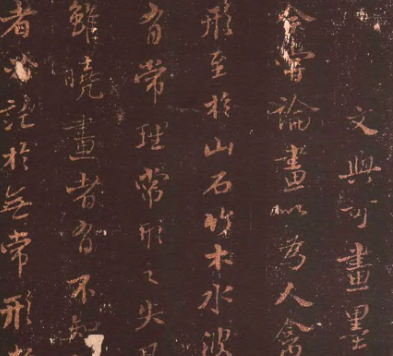 文與可畫墨
余嘗論畫以為人禽
形至於山石竹木水波
有常理常形之失
雖曉畫者有不知
者必託於無常形者